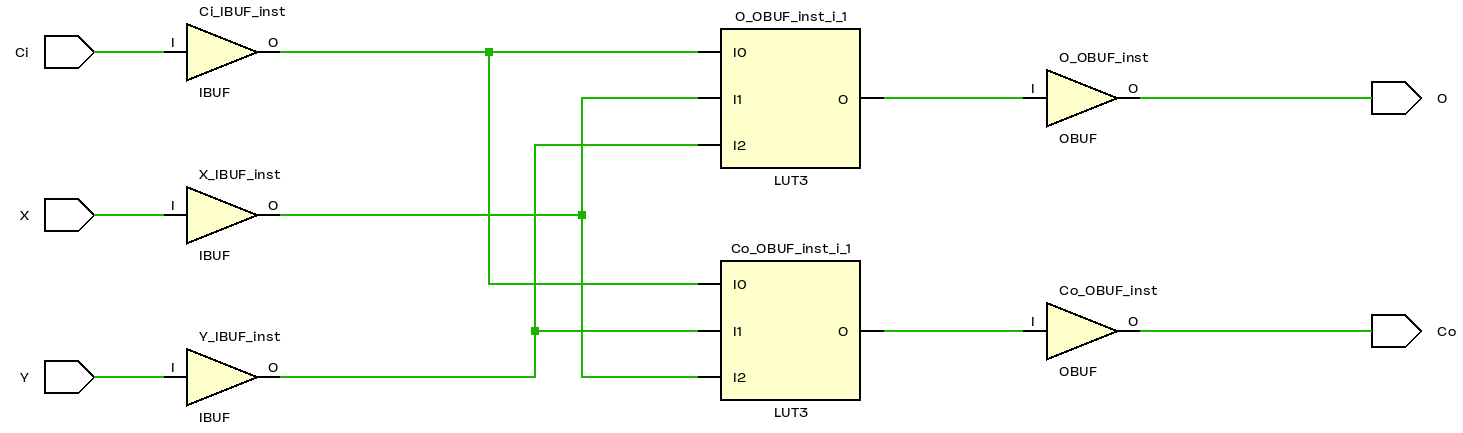 Ci_IBUF_inst
Ci
I
O
IBUF
X_IBUF_inst
X
I
O
IBUF
Y_IBUF_inst
Y
I
O
IBUF
O_OBUF_inst_i_1
I0
I1
I2
O
LUT3
Co_OBUF_inst_i_1
I0
I1
I2
O
LUT3
O_OBUF_inst
I
O
OBUF
O
Co_OBUF_inst
I
O
OBUF
Co